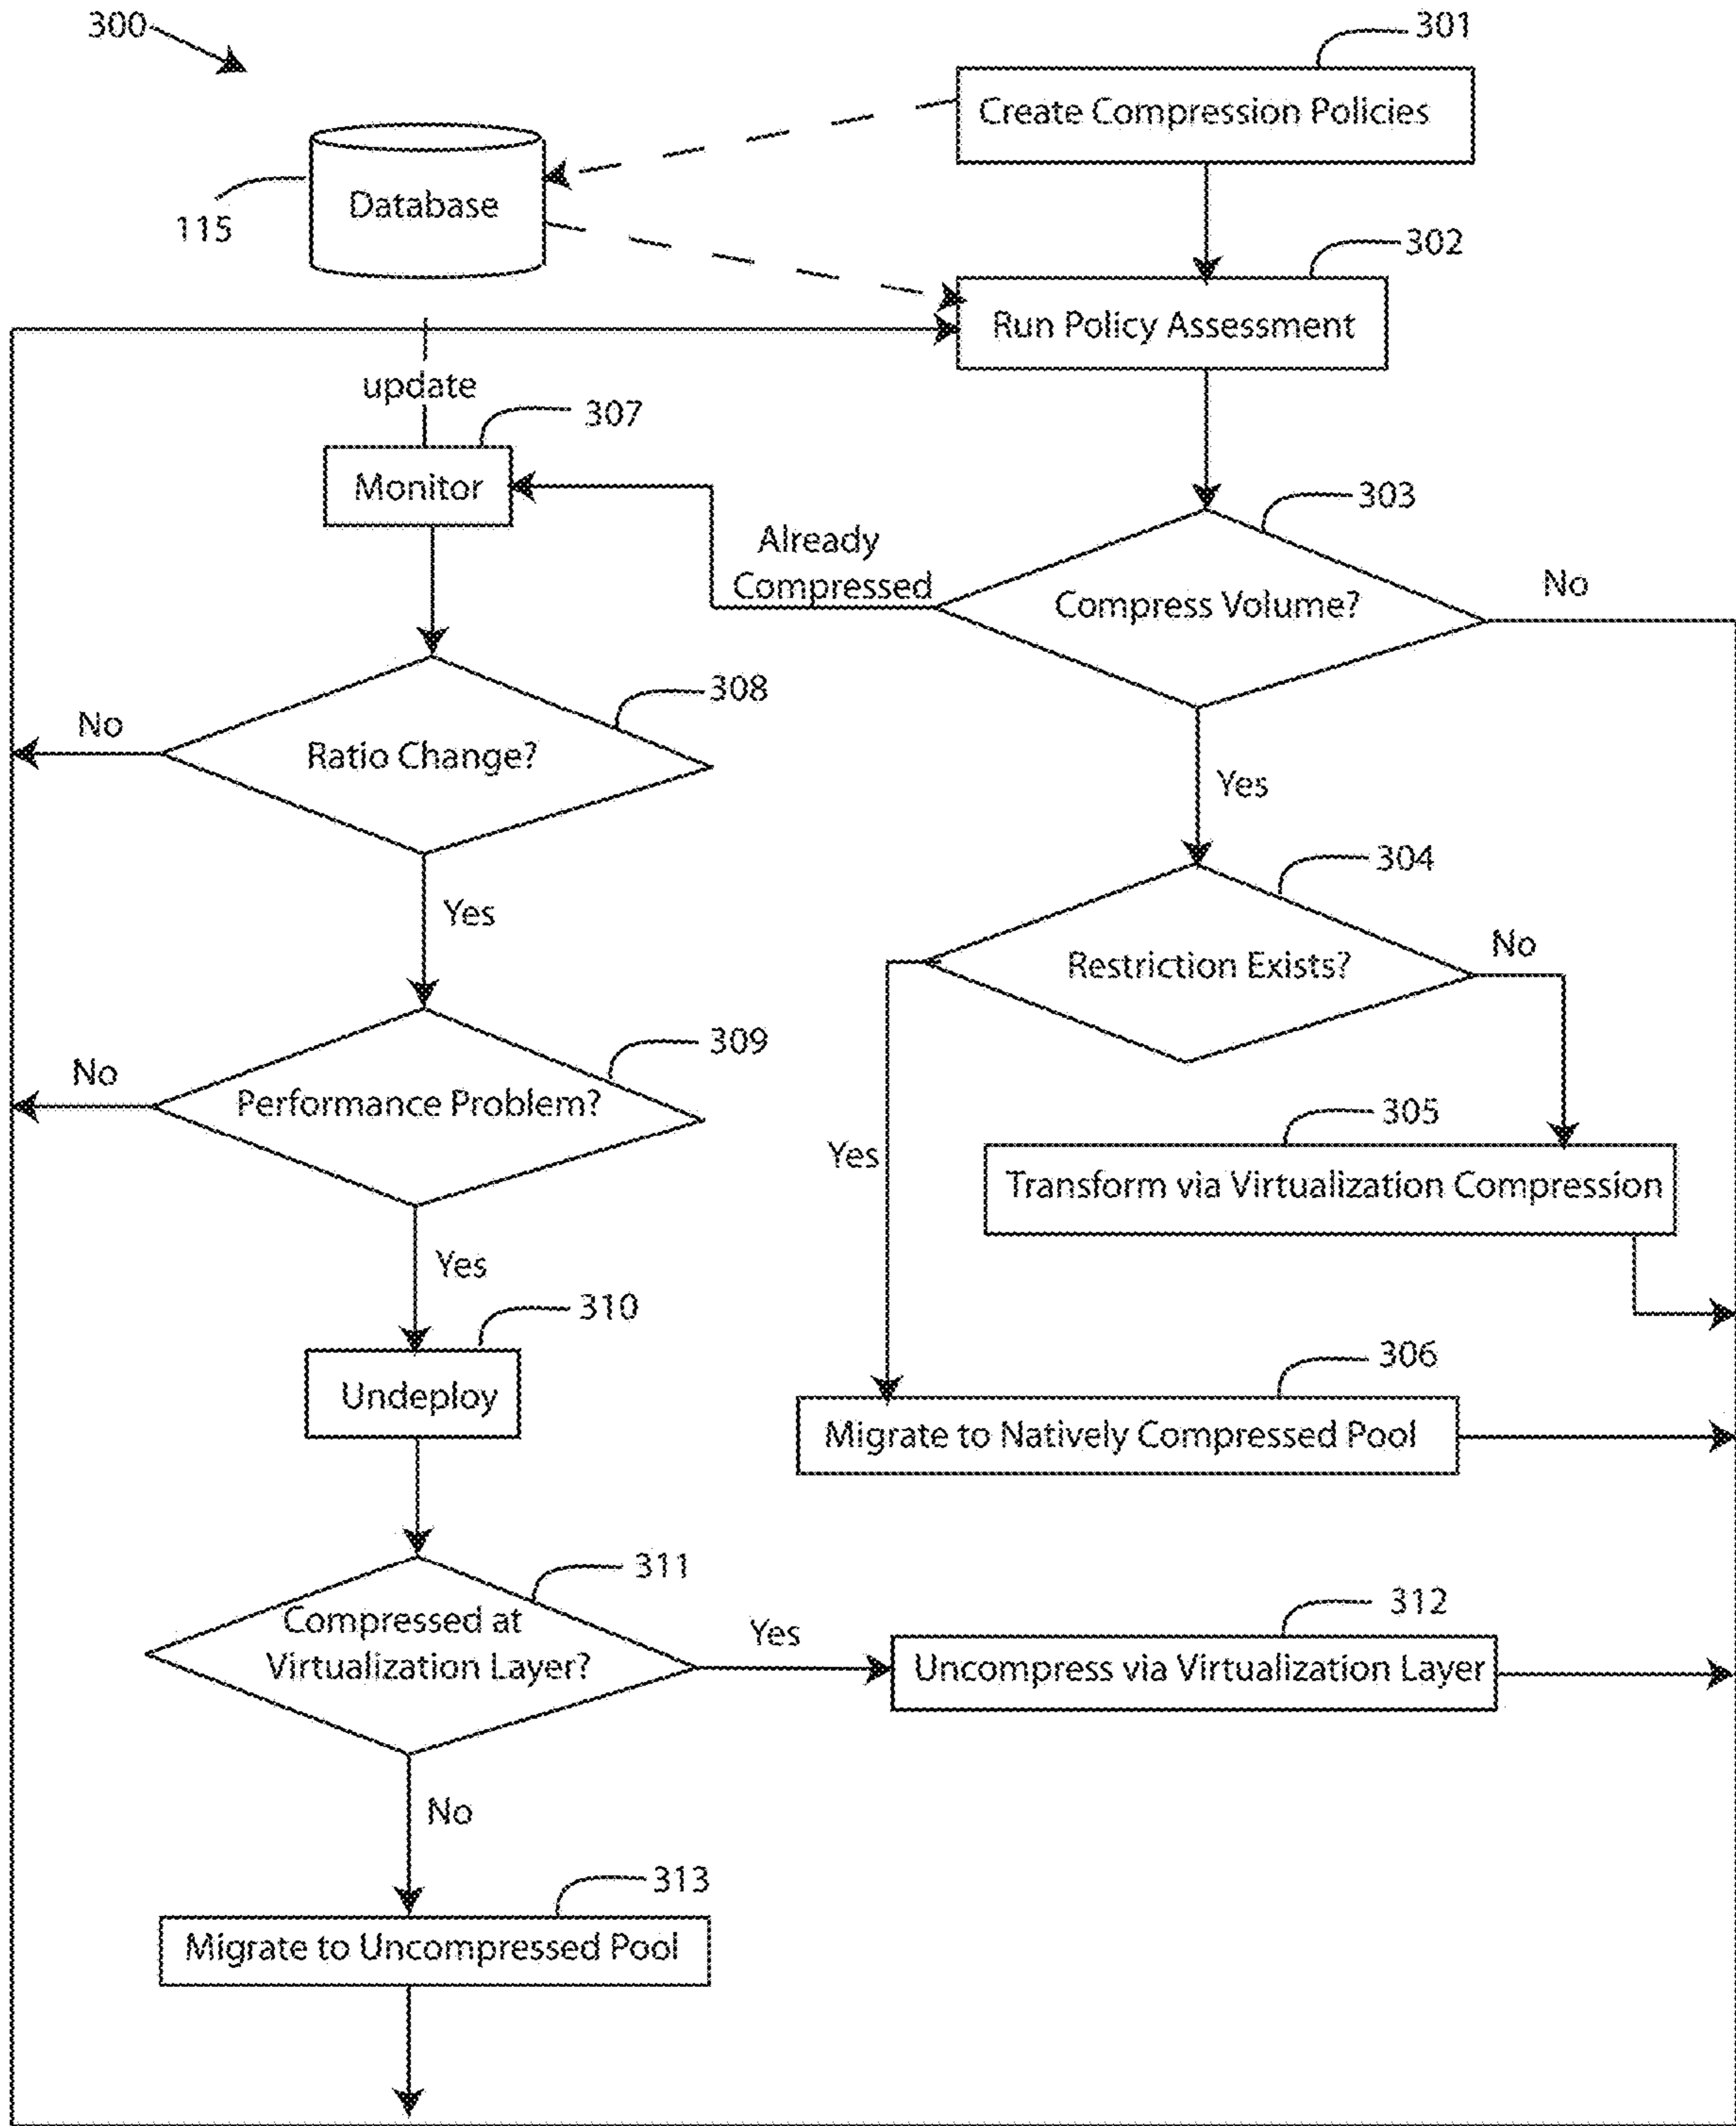 300
301
Create Compression Policies
Database
115
302
Run Policy Assessment
update
307
Monitor
303
Already
Compressed
Compress Volume?
No
308
No
Ratio Change?
Yes
Yes
304
Restriction Exists?
No
309
No
Performance Problem?
305
Yes
Transform via Virtualization Compression
Yes
310
306
Undeploy
Migrate to Natively Compressed Pool
311
312
Compressed at
Virtualization Layer?
Yes
Uncompress via Virtualization Layer
No
313
Migrate to Uncompressed Pool